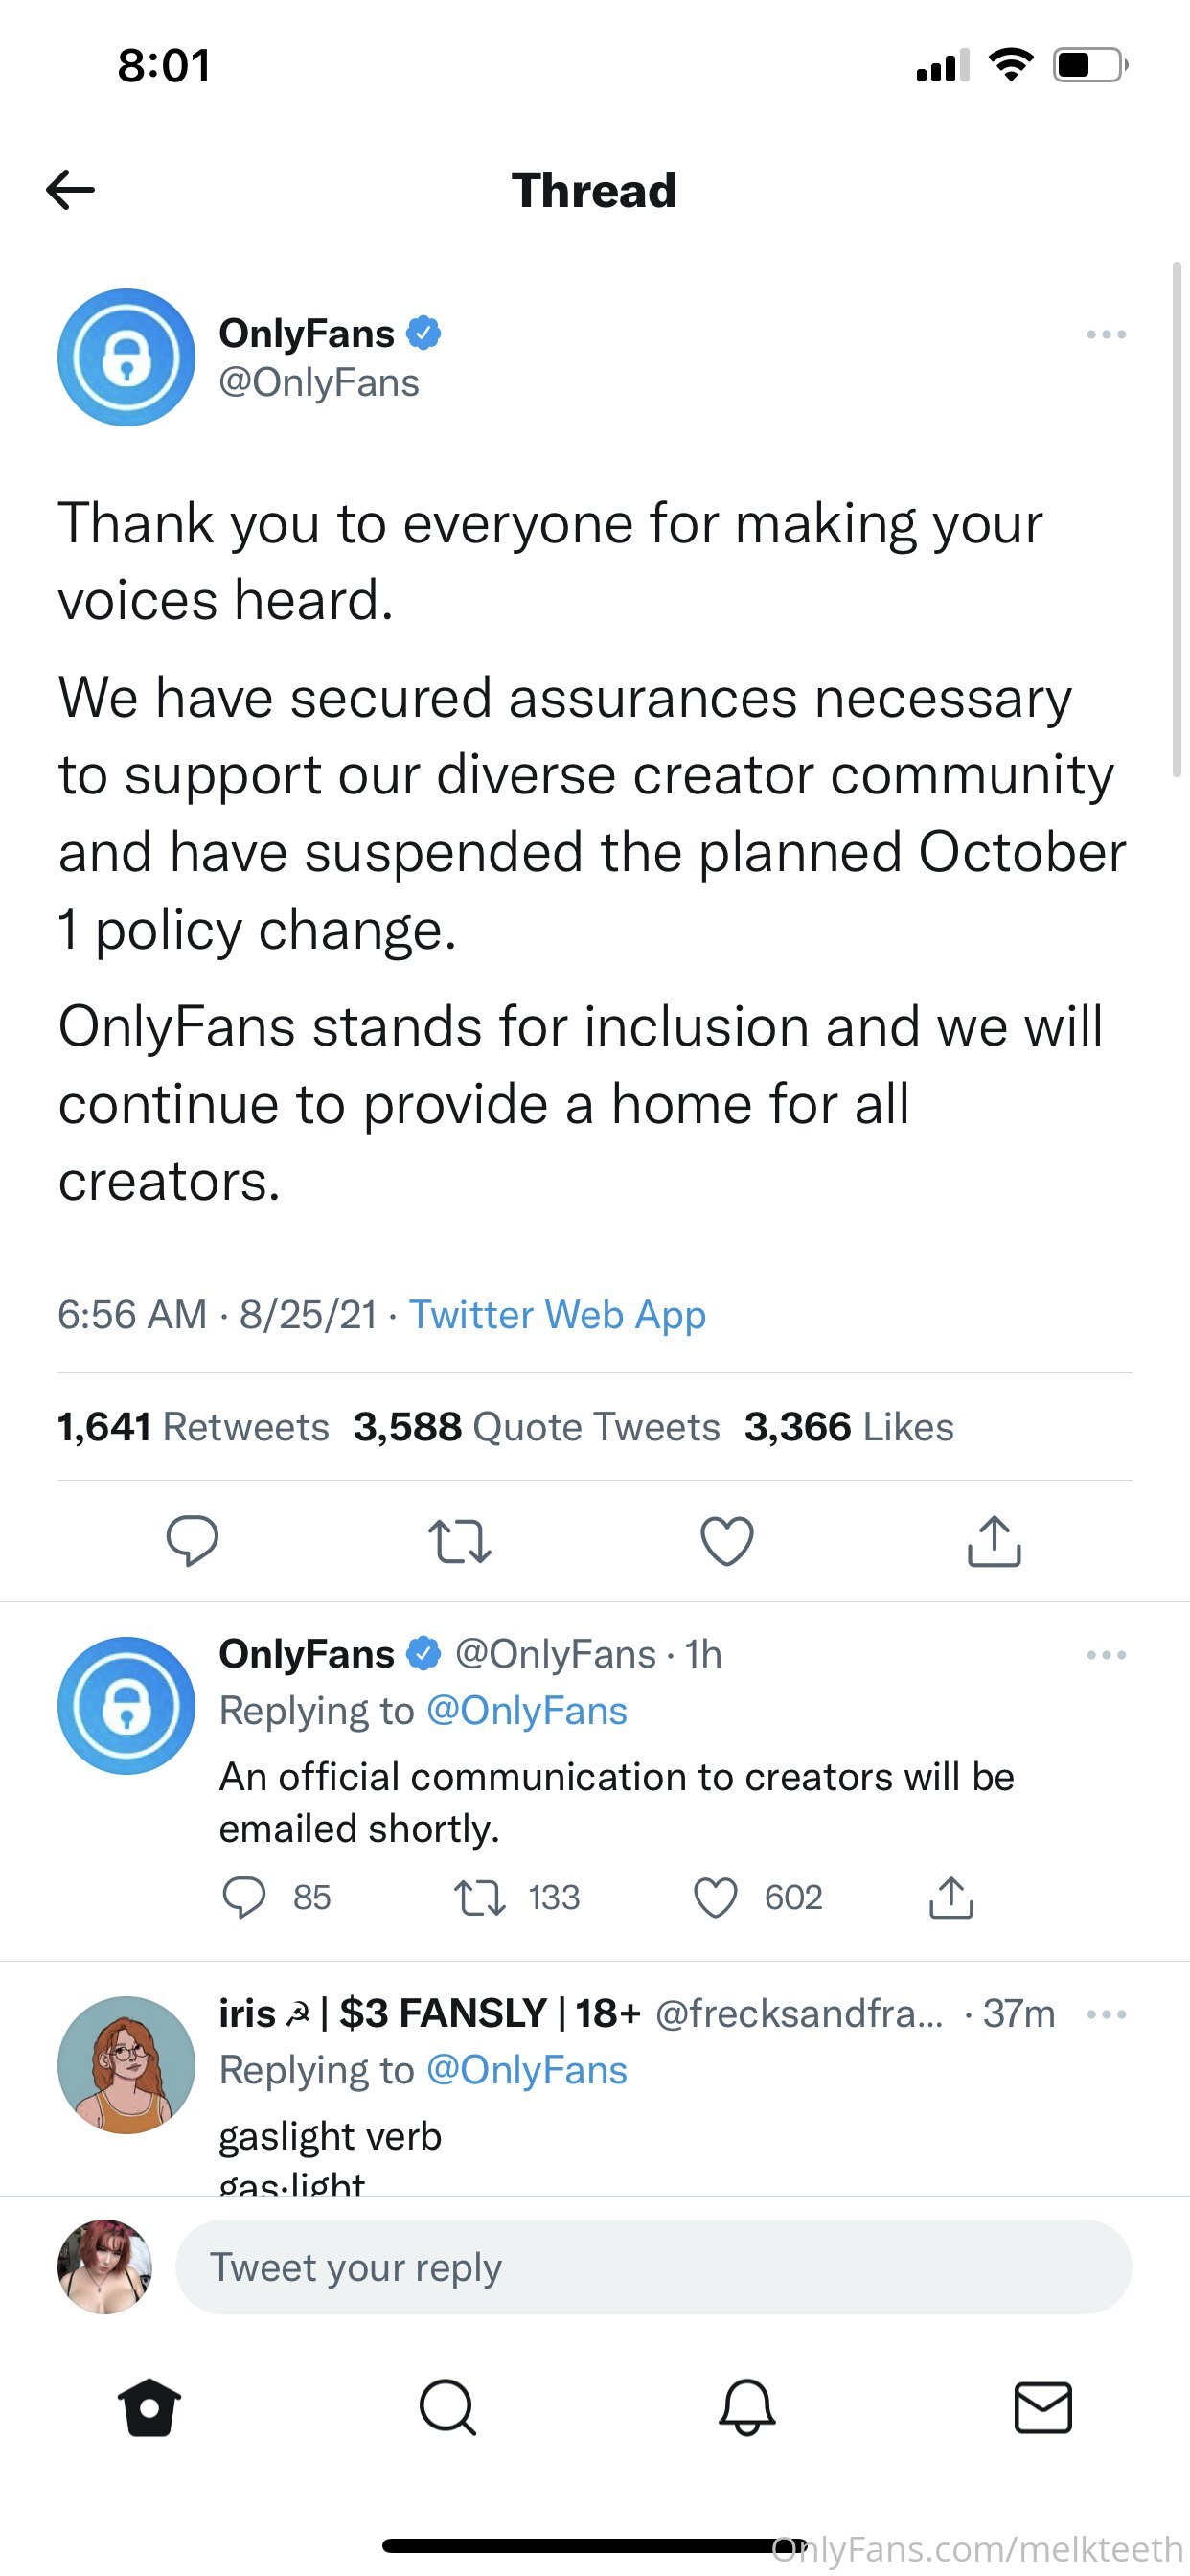 8:01
Thread
OnlyFans
@OnlyFans
Thank you to everyone for making your
voices heard.
We have secured assurances necessary
to support our diverse creator community
and have suspended the planned October
1 policy change.
OnlyFans stands for inclusion and we will
continue to provide a home for all
creators.
6:56 AM · 8/25/21 · Twitter Web App
1,641 Retweets 3,588 Quote Tweets 3,366 Likes
OnlyFans @OnlyFans · 1h
Replying to @OnlyFans
An official communication to creators will be
emailed shortly.
85 133 602
iris ☭ | $3 FANSLY | 18+ @frecksandfra... · 37m
Replying to @OnlyFans
gaslight verb
gas·light
Tweet your reply
OnlyFans.com/melkteeth